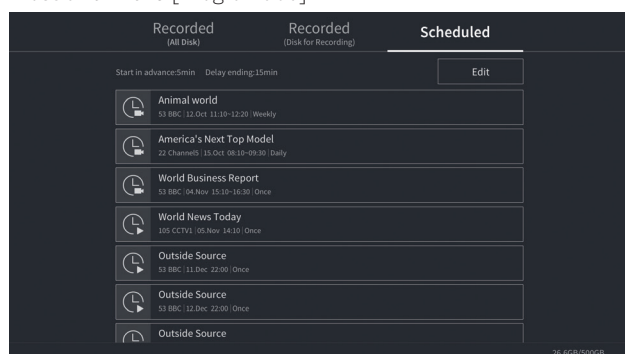 Recorded
(All Disk)
Recorded
(Disk for Recording)
Scheduled
Start in advance:5min Delay ending:15min
Edit
Animal world
53 BBC | 12.Oct 11:10~12:20 | Weekly
America's Next Top Model
22 Channel5 | 15.Oct 08:10~09:30 | Daily
World Business Report
53 BBC | 04.Nov 15:10~16:30 | Once
World News Today
105 CCTV1 | 05.Nov 14:10 | Once
Outside Source
53 BBC | 11.Dec 22:00 | Once
Outside Source
53 BBC | 12.Dec 22:00 | Once
Outside Source
26.6GB/500GB